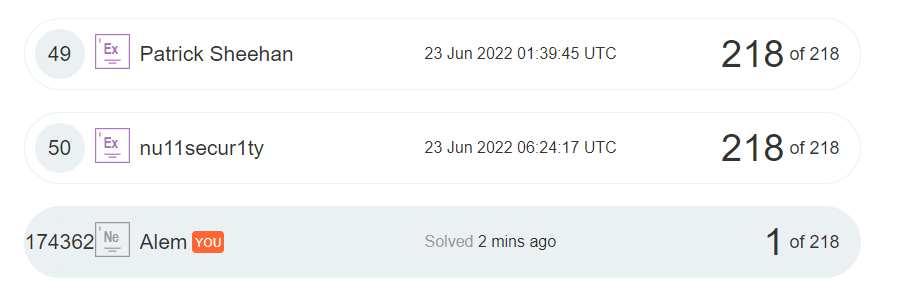 49 Ex Patrick Sheehan 23 Jun 2022 01:39:45 UTC 218 of 218
50 Ex nu11secur1ty 23 Jun 2022 06:24:17 UTC 218 of 218
174362 Ne Alem YOU Solved 2 mins ago 1 of 218